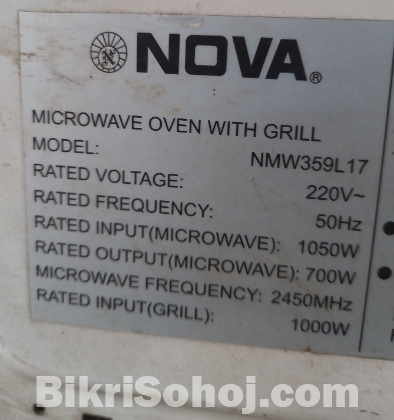 NOVA®
MICROWAVE OVEN WITH GRILL
MODEL: NMW359L17
RATED VOLTAGE: 220V~
RATED FREQUENCY: 50Hz
RATED INPUT(MICROWAVE): 1050W
RATED OUTPUT(MICROWAVE): 700W
MICROWAVE FREQUENCY: 2450MHz
RATED INPUT(GRILL): 1000W
BikriSohoj.com